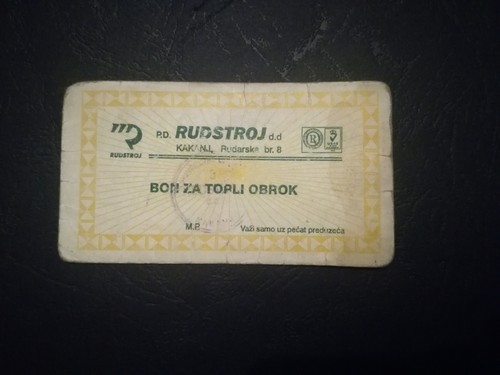 P.D. RUDSTROJ d.d
KAKANJ, Rudarska br. 8
RUDSTROJ
BON ZA TOPLI OBROK
M.P.
Važi samo uz pečat preduzeća